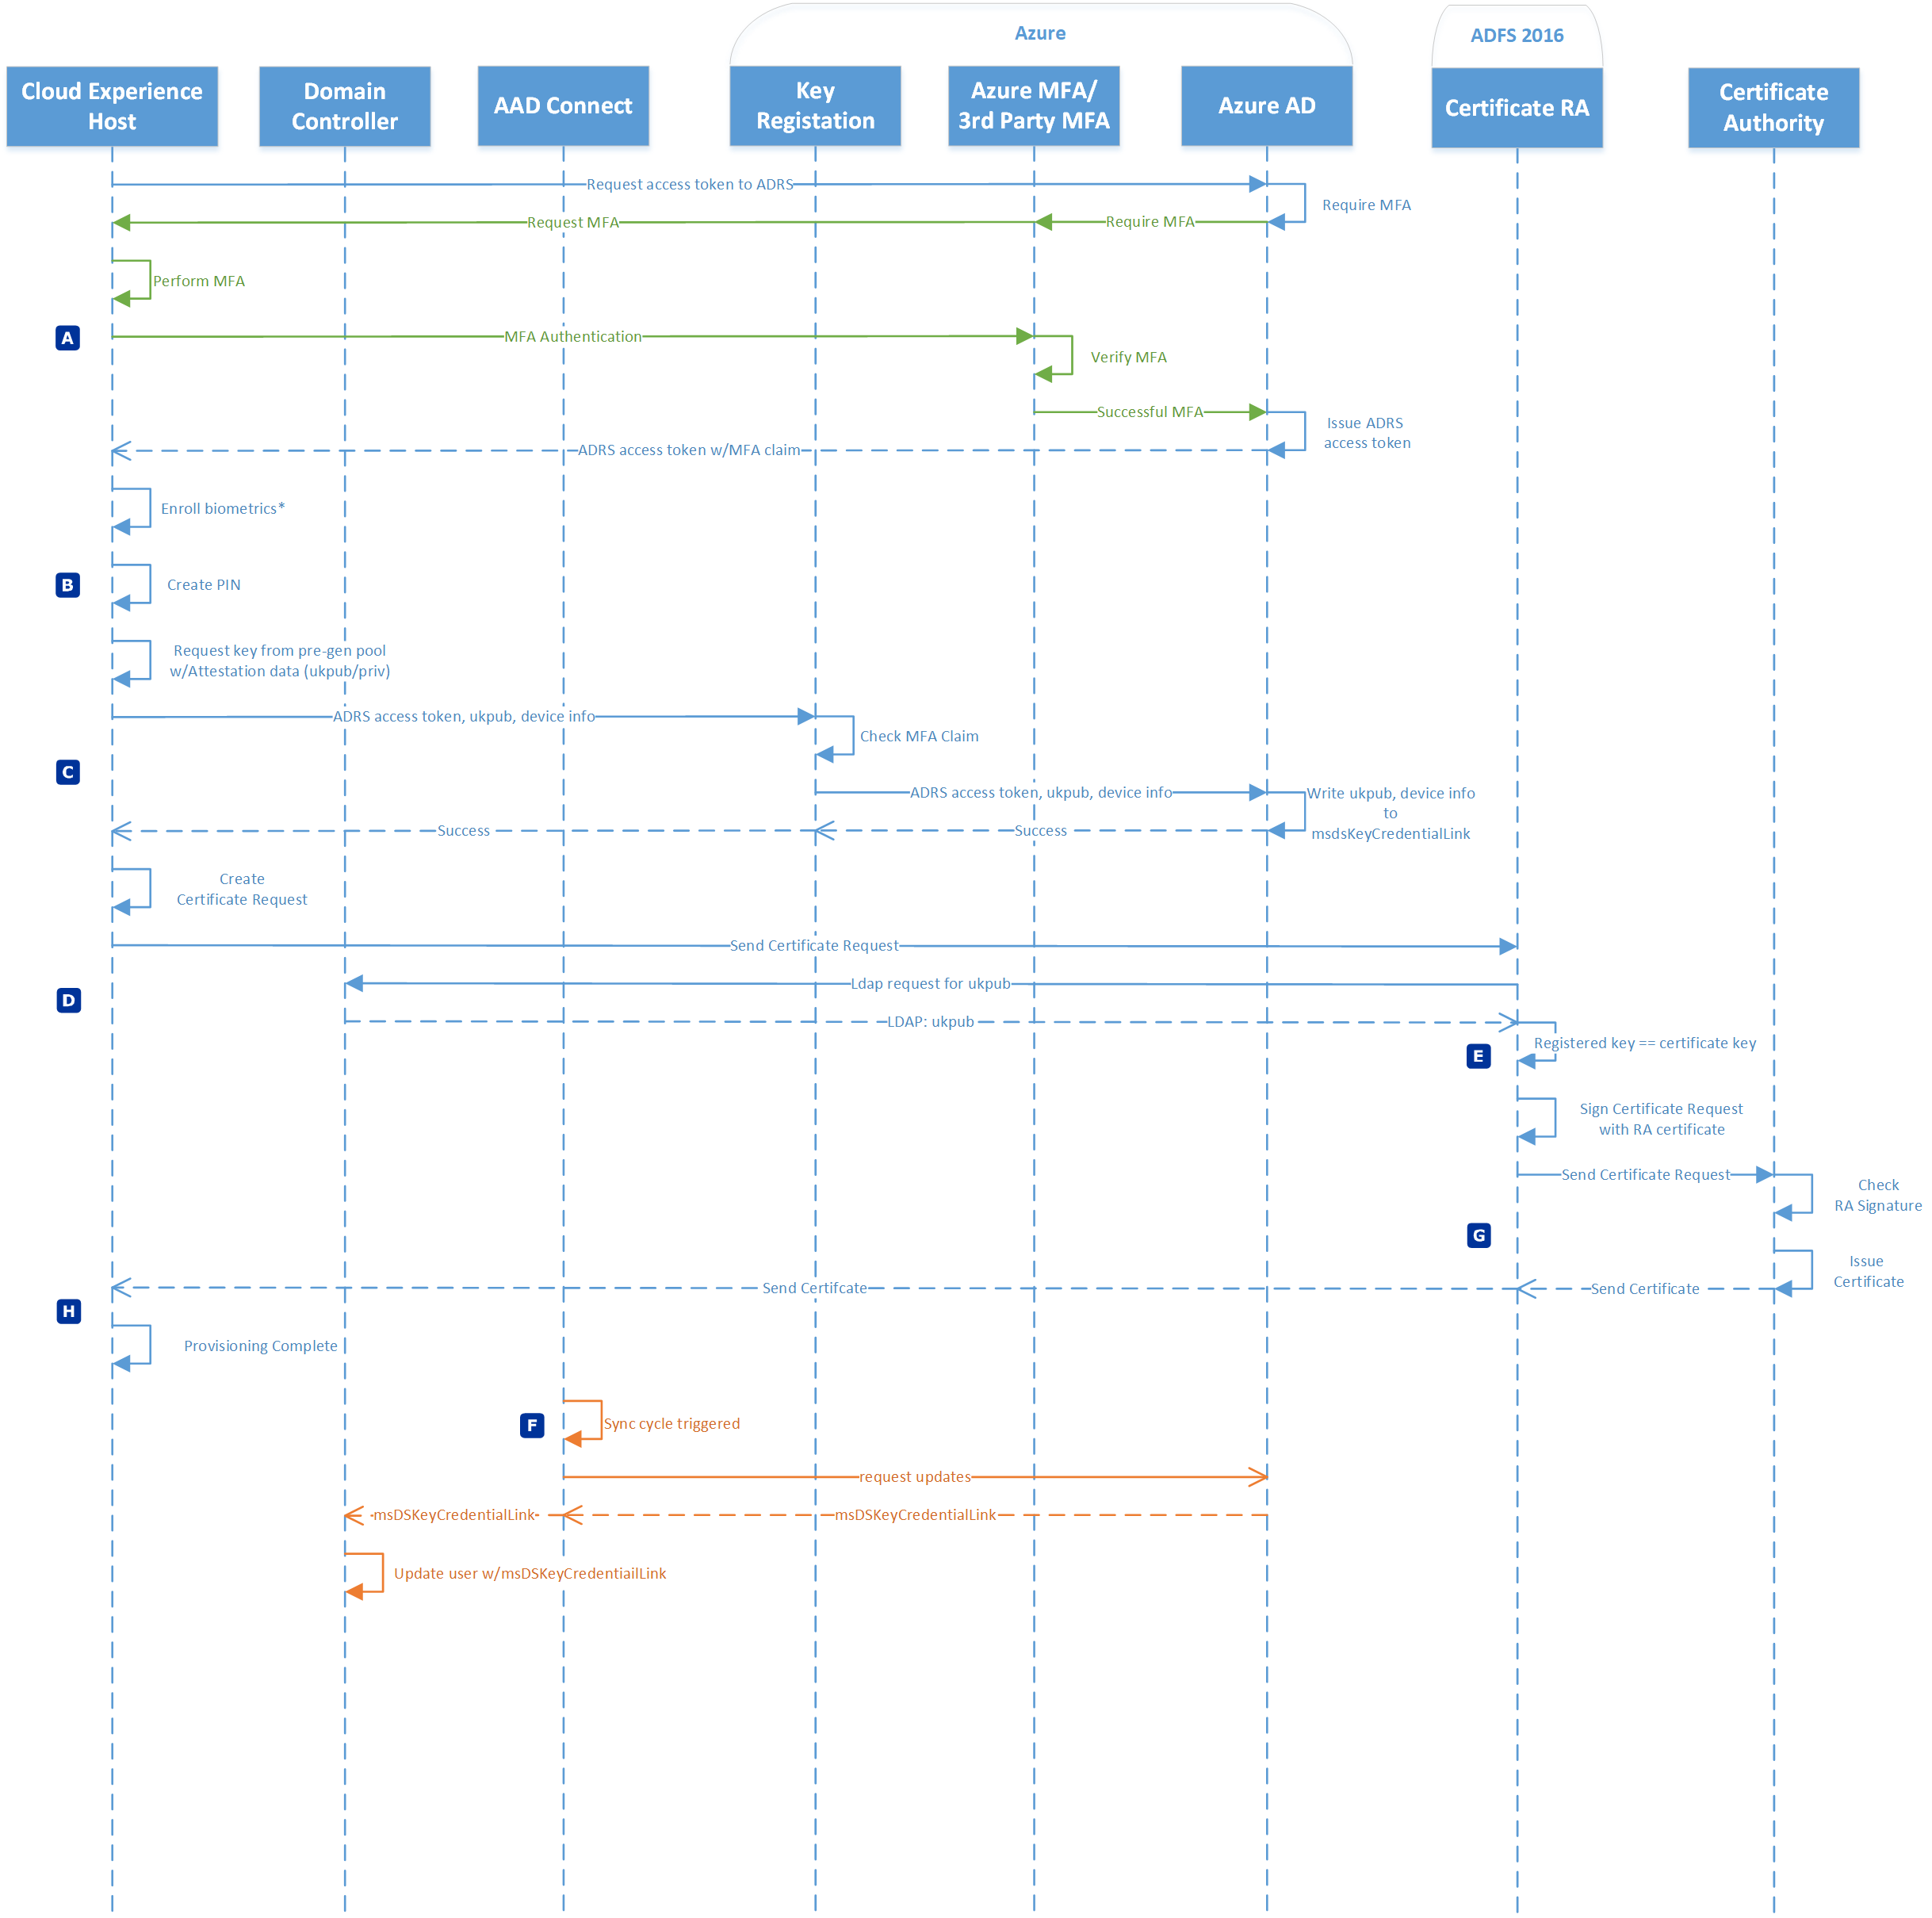 Azure
ADFS 2016
Cloud Experience
Host
Domain
Controller
AAD Connect
Key
Registation
Azure MFA/
3rd Party MFA
Azure AD
Certificate RA
Certificate
Authority
Request access token to ADRS
Require MFA
Request MFA
Require MFA
Perform MFA
A
MFA Authentication
Verify MFA
Successful MFA
Issue ADRS
access token
ADRS access token w/MFA claim
Enroll biometrics*
B
Create PIN
Request key from pre-gen pool
w/Attestation data (ukpub/priv)
ADRS access token, ukpub, device info
Check MFA Claim
C
ADRS access token, ukpub, device info
Write ukpub, device info
to
msdsKeyCredentialLink
Success
Success
Create
Certificate Request
Send Certificate Request
D
Ldap request for ukpub
LDAP: ukpub
E
Registered key == certificate key
Sign Certificate Request
with RA certificate
Send Certificate Request
Check
RA Signature
G
Issue
Certificate
Send Certifcate
Send Certificate
H
Provisioning Complete
F
Sync cycle triggered
request updates
msDSKeyCredentialLink
msDSKeyCredentialLink
Update user w/msDSKeyCredentiailLink